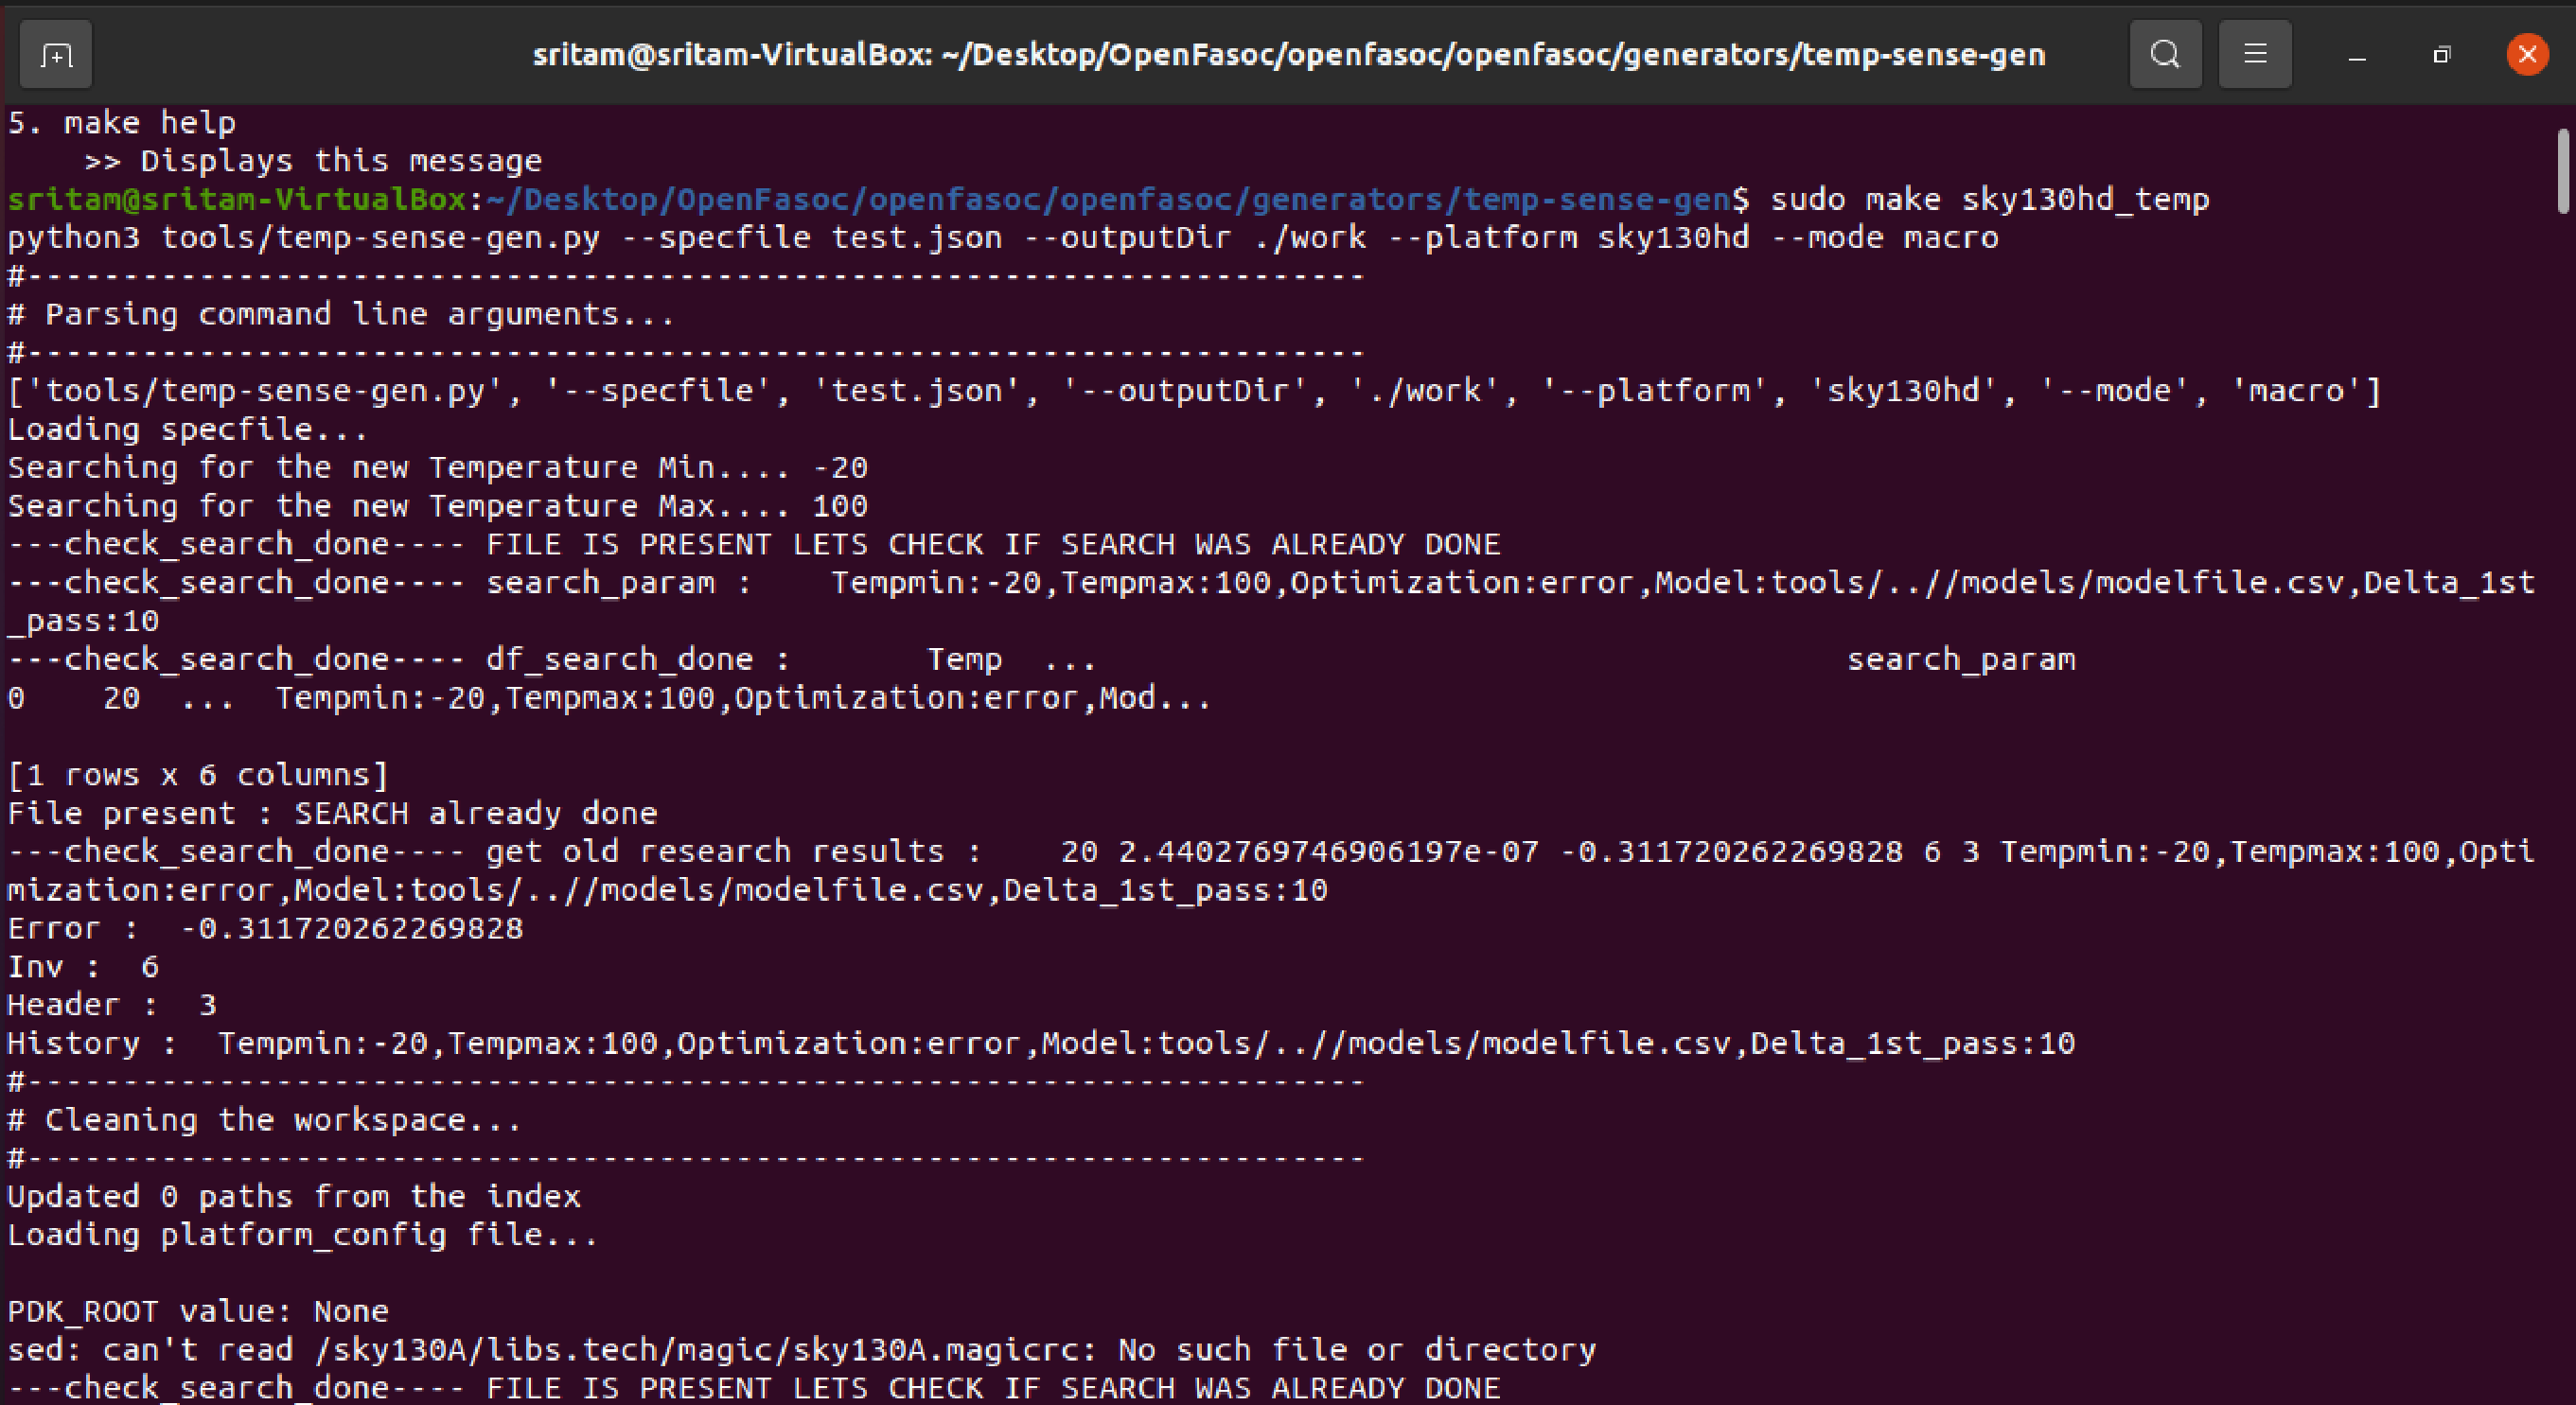 sritam@sritam-VirtualBox: ~/Desktop/OpenFasoc/openfasoc/openfasoc/generators/temp-sense-gen
5. make help
    >> Displays this message
sritam@sritam-VirtualBox:~/Desktop/OpenFasoc/openfasoc/openfasoc/generators/temp-sense-gen$ sudo make sky130hd_temp
python3 tools/temp-sense-gen.py --specfile test.json --outputDir ./work --platform sky130hd --mode macro
#----------------------------------------------------------------------
# Parsing command line arguments...
#----------------------------------------------------------------------
['tools/temp-sense-gen.py', '--specfile', 'test.json', '--outputDir', './work', '--platform', 'sky130hd', '--mode', 'macro']
Loading specfile...
Searching for the new Temperature Min.... -20
Searching for the new Temperature Max.... 100
---check_search_done---- FILE IS PRESENT LETS CHECK IF SEARCH WAS ALREADY DONE
---check_search_done---- search_param :    Tempmin:-20,Tempmax:100,Optimization:error,Model:tools/..//models/modelfile.csv,Delta_1st
_pass:10
---check_search_done---- df_search_done :       Temp  ...                                       search_param
0    20  ...  Tempmin:-20,Tempmax:100,Optimization:error,Mod...
[1 rows x 6 columns]
File present : SEARCH already done
---check_search_done---- get old research results :    20 2.4402769746906197e-07 -0.311720262269828 6 3 Tempmin:-20,Tempmax:100,Opti
mization:error,Model:tools/..//models/modelfile.csv,Delta_1st_pass:10
Error :  -0.311720262269828
Inv :  6
Header :  3
History :  Tempmin:-20,Tempmax:100,Optimization:error,Model:tools/..//models/modelfile.csv,Delta_1st_pass:10
#----------------------------------------------------------------------
# Cleaning the workspace...
#----------------------------------------------------------------------
Updated 0 paths from the index
Loading platform_config file...
PDK_ROOT value: None
sed: can't read /sky130A/libs.tech/magic/sky130A.magicrc: No such file or directory
---check_search_done---- FILE IS PRESENT LETS CHECK IF SEARCH WAS ALREADY DONE